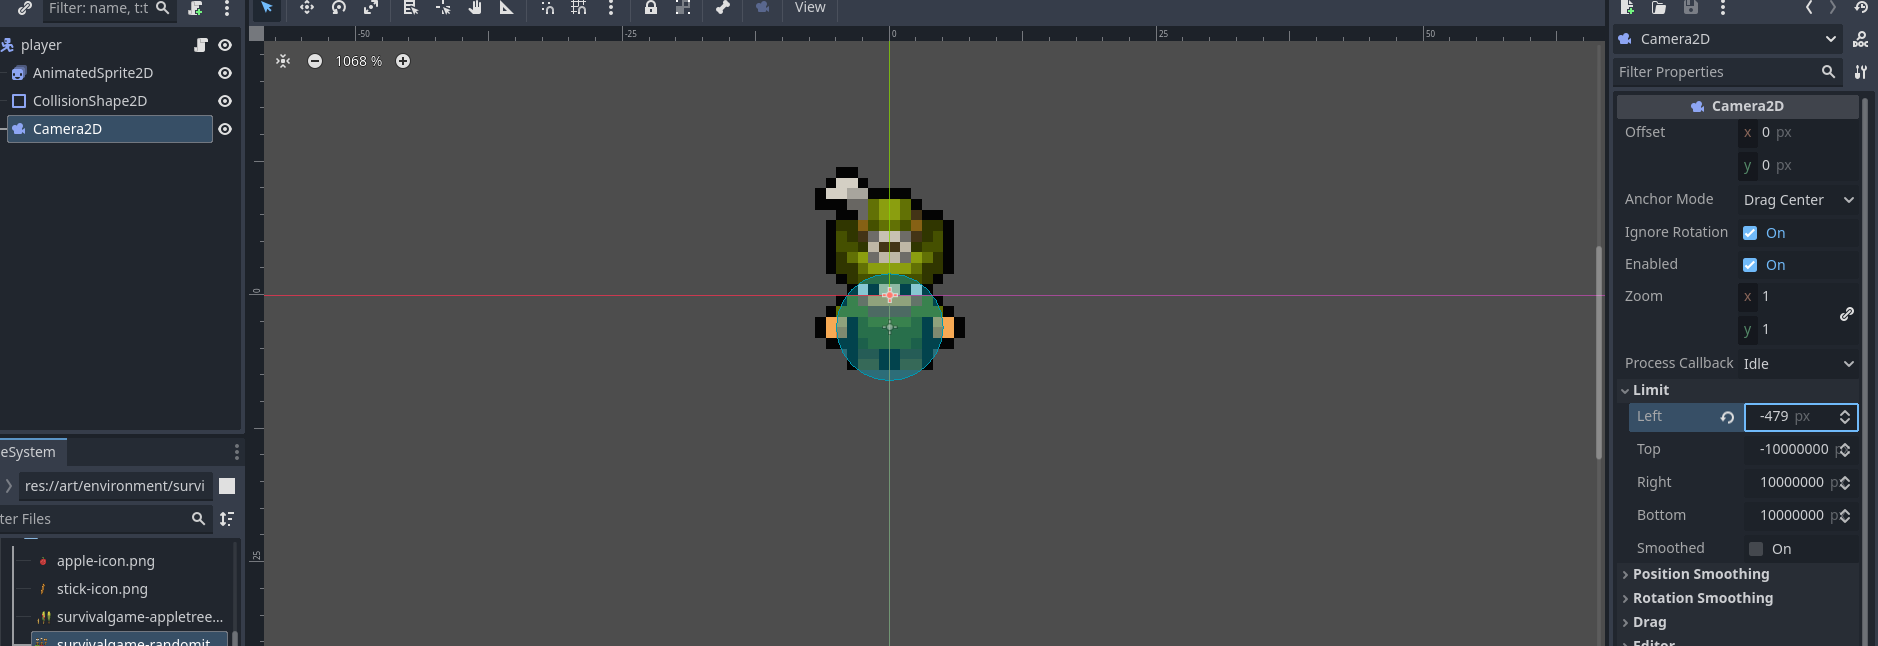 Filter: name, t:t
player
AnimatedSprite2D
CollisionShape2D
Camera2D
eSystem
res://art/environment/survi
ter Files
apple-icon.png
stick-icon.png
survivalgame-appletree...
survivalgame-randomit
View
-50
-25
0
25
50
1068 %
0
25
Camera2D
DOC
Filter Properties
Camera2D
Offset
x 0 px
y 0 px
Anchor Mode Drag Center
Ignore Rotation On
Enabled On
Zoom
x 1
y 1
Process Callback Idle
Limit
Left -479 px
Top -10000000 p
Right 10000000 p
Bottom 10000000 p
Smoothed On
Position Smoothing
Rotation Smoothing
Drag
Editor